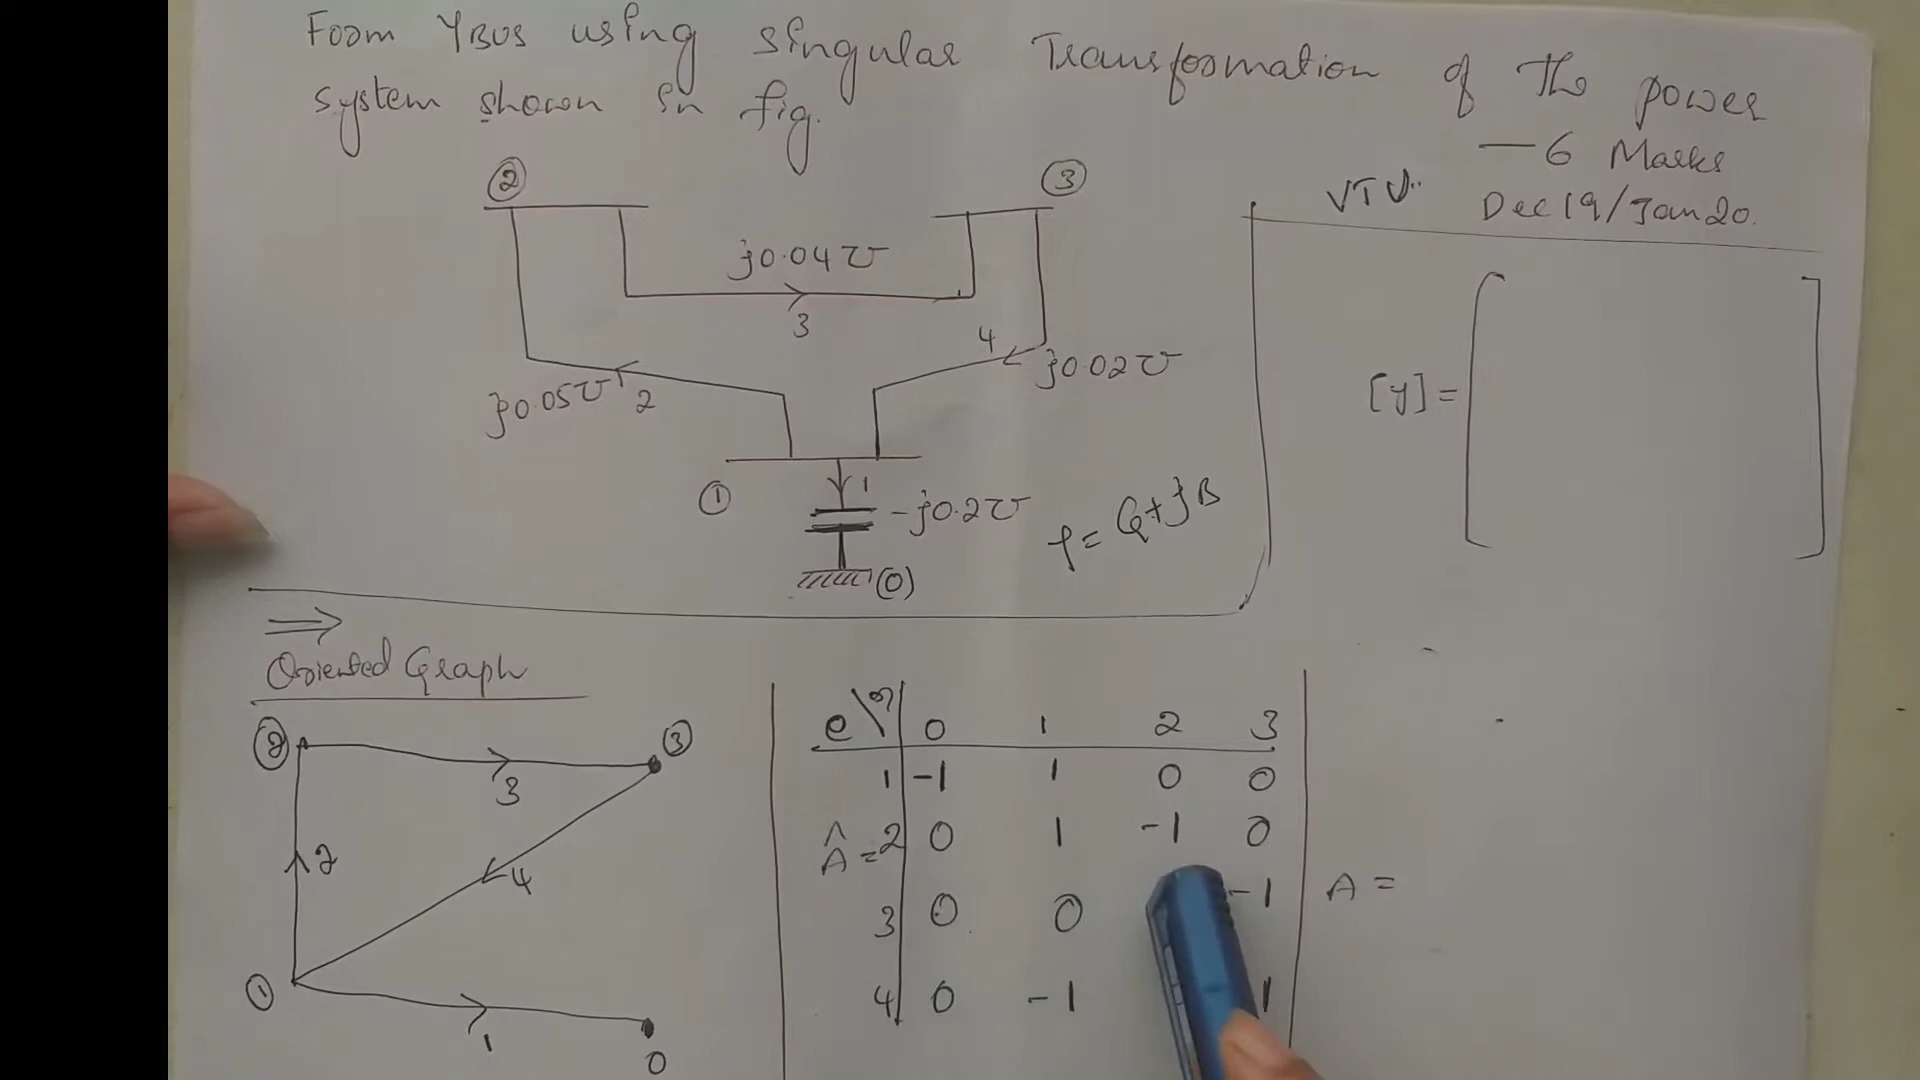 Form YBUS using singular Transformation of the power
system shown in fig.
— 6 Marks
VTU
Dec 19/Jan 20.
②
③
j0.04℧
3
4
j0.02℧
j0.05℧
2
①
1
-j0.2℧
Y = G+jB
(0)
[y] =
⇒
Oriented Graph
② ③
3
2
4
①
1
0
e\n 0 1 2 3
1 -1 1 0 0
Â = 2 0 1 -1 0
3 0 0 -1
4 0 -1 1
A =